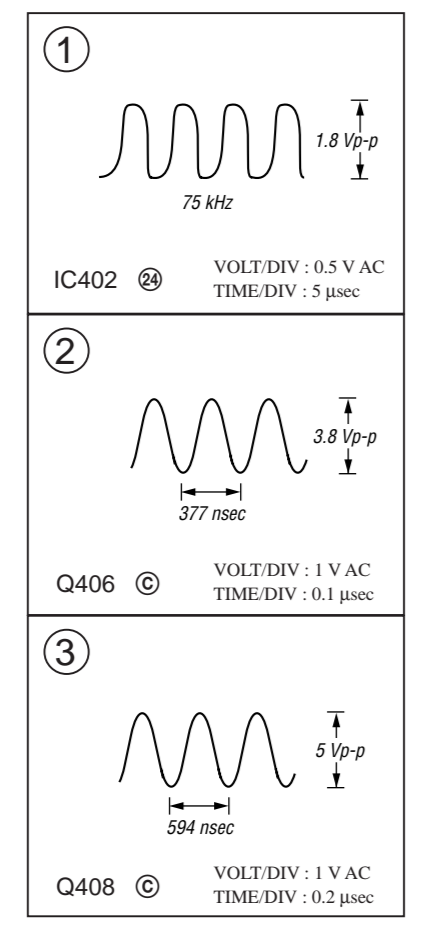 ①
1.8 Vp-p
75 kHz
IC402 ㉔
VOLT/DIV : 0.5 V AC
TIME/DIV : 5 µsec
②
3.8 Vp-p
377 nsec
Q406 Ⓒ
VOLT/DIV : 1 V AC
TIME/DIV : 0.1 µsec
③
5 Vp-p
594 nsec
Q408 Ⓒ
VOLT/DIV : 1 V AC
TIME/DIV : 0.2 µsec